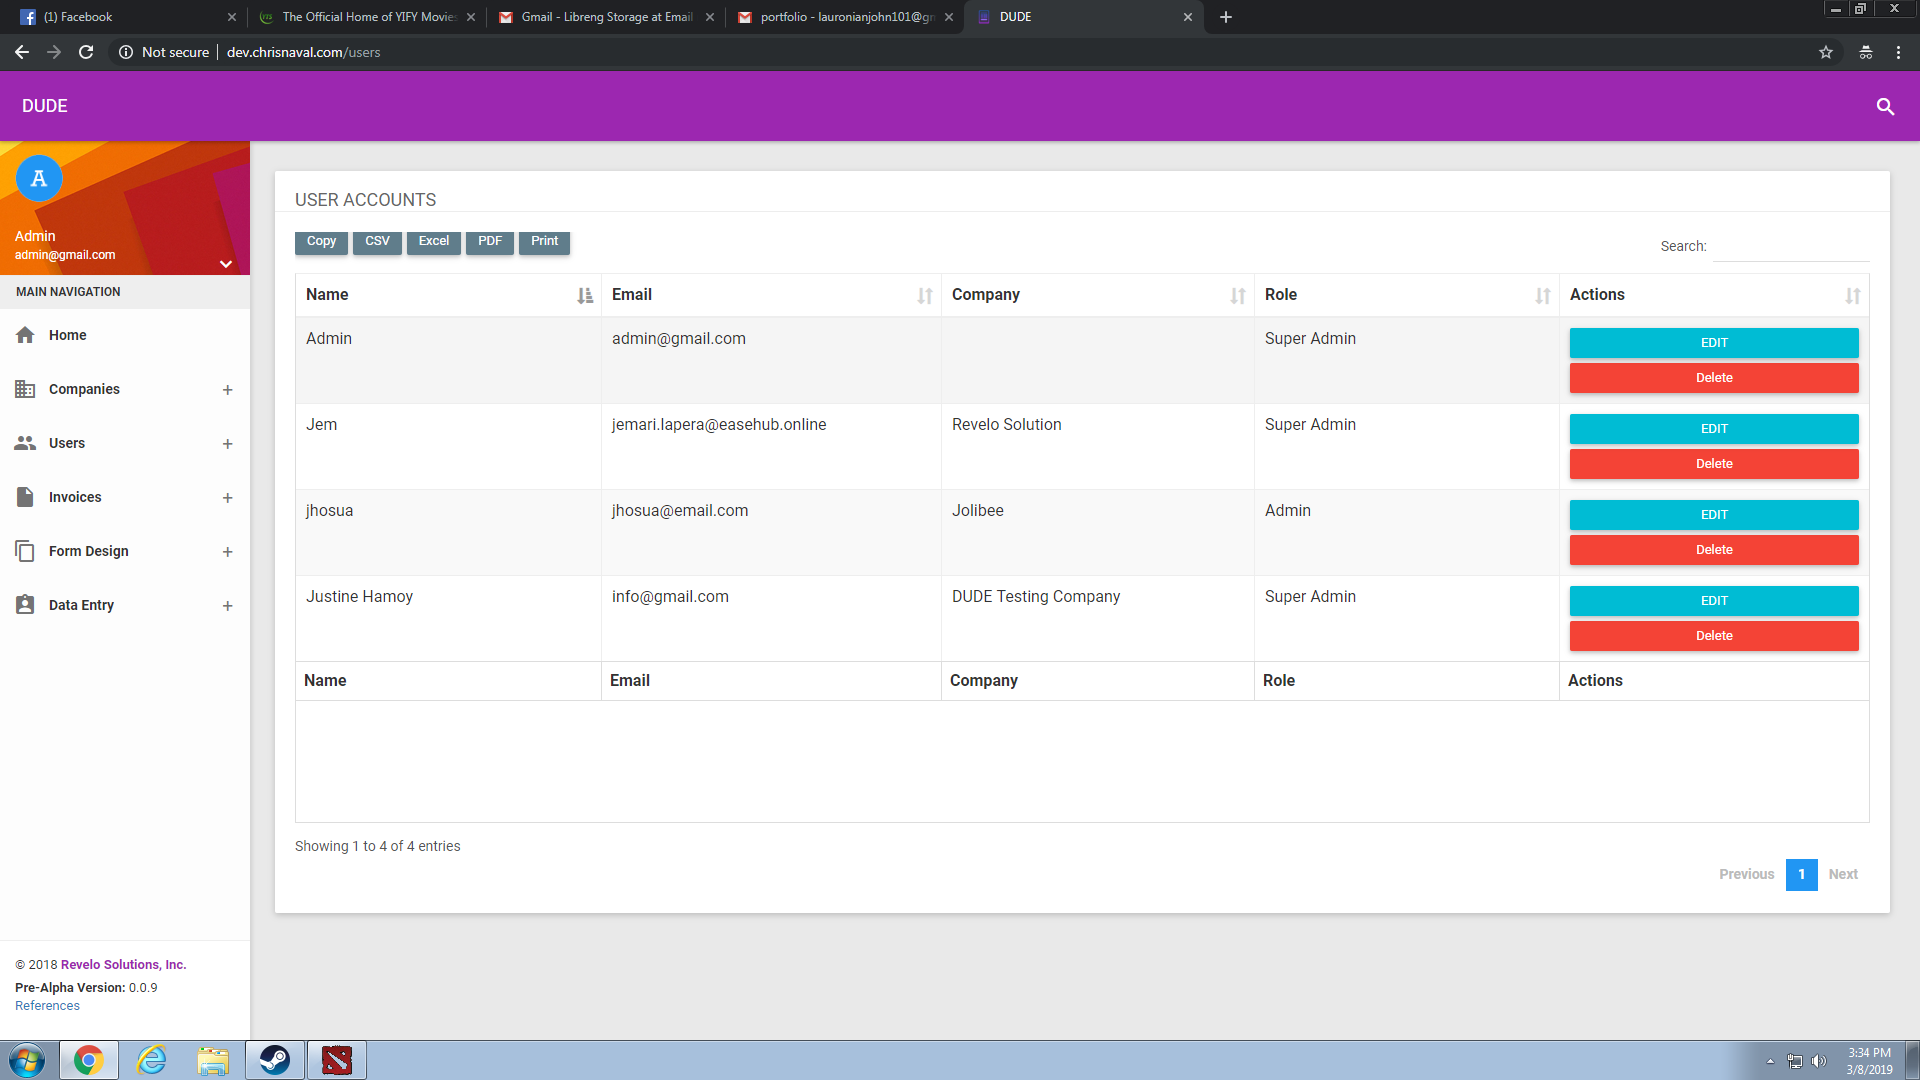 (1) Facebook
The Official Home of YIFY Movies
Gmail - Libreng Storage at Email
portfolio - lauronianjohn101@gm
DUDE
Not secure
dev.chrisnaval.com/users
DUDE
A
Admin
admin@gmail.com
MAIN NAVIGATION
Home
Companies +
Users +
Invoices +
Form Design +
Data Entry +
© 2018 Revelo Solutions, Inc.
Pre-Alpha Version: 0.0.9
References
USER ACCOUNTS
Copy CSV Excel PDF Print
Search:
Name Email Company Role Actions
Admin admin@gmail.com Super Admin EDIT
Delete
Jem jemari.lapera@easehub.online Revelo Solution Super Admin EDIT
Delete
jhosua jhosua@email.com Jolibee Admin EDIT
Delete
Justine Hamoy info@gmail.com DUDE Testing Company Super Admin EDIT
Delete
Name Email Company Role Actions
Showing 1 to 4 of 4 entries
Previous 1 Next
3:34 PM
3/8/2019